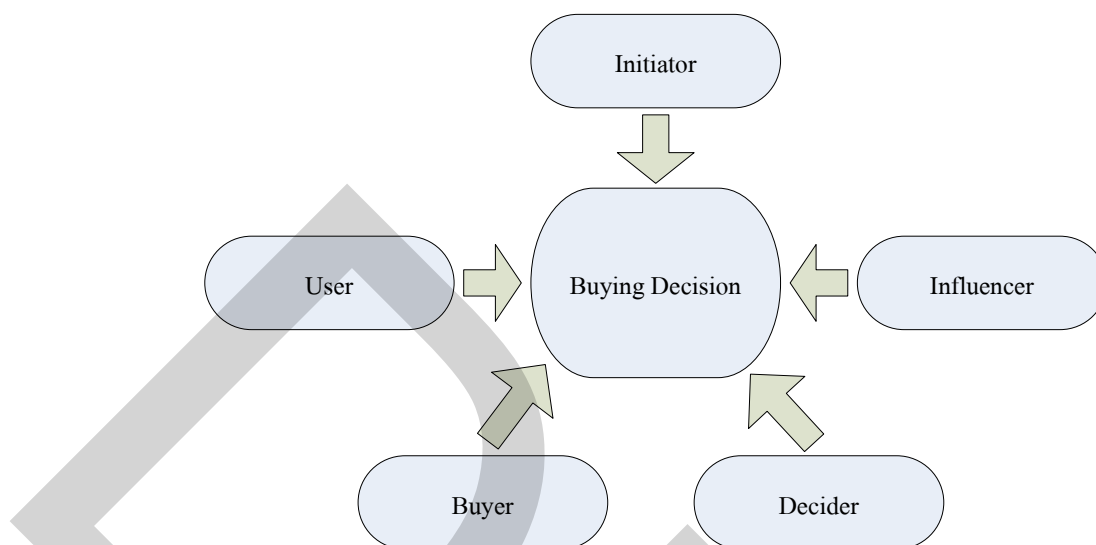 Initiator
User
Buying Decision
Influencer
Buyer
Decider